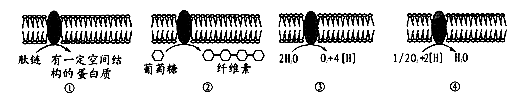 肽链 有一定空间结
构的蛋白质
①
葡萄糖 纤维素
②
2H₂O O₂+4[H]
③
1/2O₂+2[H] H₂O
④